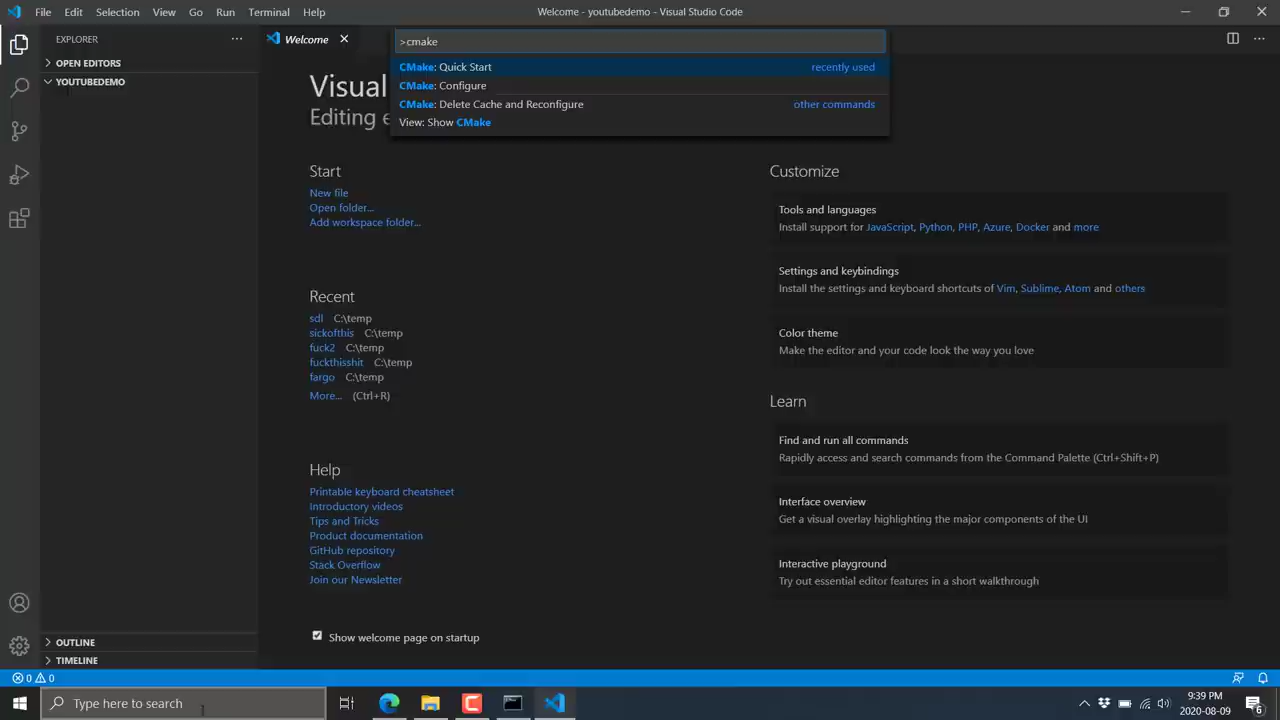 File Edit Selection View Go Run Terminal Help
Welcome - youtubedemo - Visual Studio Code
EXPLORER
OPEN EDITORS
YOUTUBEDEMO
Welcome
>cmake
CMake: Quick Start recently used
CMake: Configure
CMake: Delete Cache and Reconfigure other commands
View: Show CMake
Visual
Editing e
Start
New file
Open folder...
Add workspace folder...
Recent
sdl C:\temp
sickofthis C:\temp
fuck2 C:\temp
fuckthisshit C:\temp
fargo C:\temp
More... (Ctrl+R)
Help
Printable keyboard cheatsheet
Introductory videos
Tips and Tricks
Product documentation
GitHub repository
Stack Overflow
Join our Newsletter
Show welcome page on startup
Customize
Tools and languages
Install support for JavaScript, Python, PHP, Azure, Docker and more
Settings and keybindings
Install the settings and keyboard shortcuts of Vim, Sublime, Atom and others
Color theme
Make the editor and your code look the way you love
Learn
Find and run all commands
Rapidly access and search commands from the Command Palette (Ctrl+Shift+P)
Interface overview
Get a visual overlay highlighting the major components of the UI
Interactive playground
Try out essential editor features in a short walkthrough
OUTLINE
TIMELINE
0 0
Type here to search
9:39 PM
2020-08-09
6